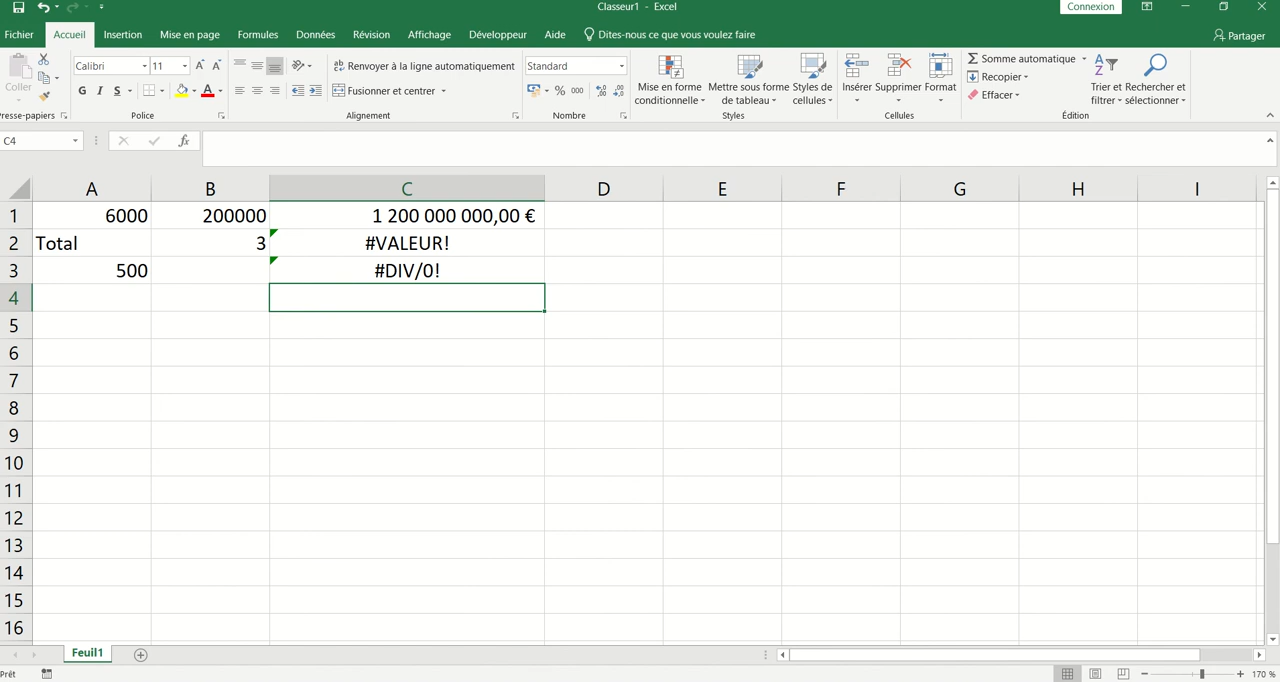 Classeur1 - Excel
Connexion
Fichier Accueil Insertion Mise en page Formules Données Révision Affichage Développeur Aide Dites-nous ce que vous voulez faire Partager
Coller
Calibri 11
Renvoyer à la ligne automatiquement
Standard
G I S A
Fusionner et centrer
% 000
Mise en forme conditionnelle
Mettre sous forme de tableau
Styles de cellules
Insérer Supprimer Format
Somme automatique
Recopier
Effacer
Trier et filtrer
Rechercher et sélectionner
resse-papiers Police Alignement Nombre Styles Cellules Édition
C4 fx
A B C D E F G H I
1 6000 200000 1 200 000 000,00 €
2 Total 3 #VALEUR!
3 500 #DIV/0!
4
5
6
7
8
9
10
11
12
13
14
15
16
Feuil1
Prêt 170 %